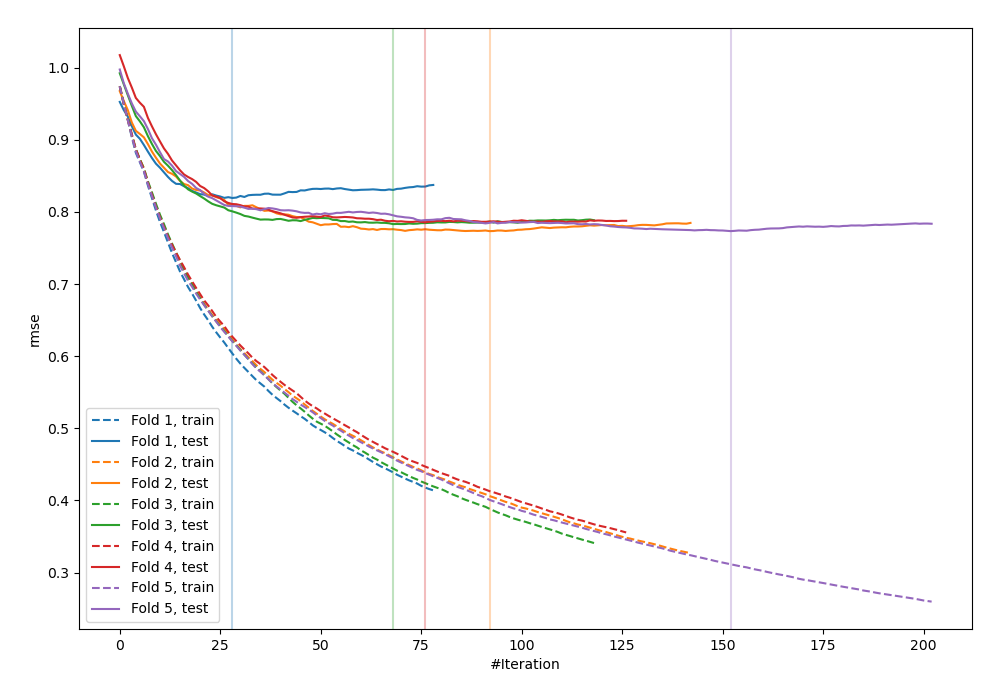 1.0
0.9
0.8
0.7
0.6
0.5
0.4
0.3
rmse
Fold 1, train
Fold 1, test
Fold 2, train
Fold 2, test
Fold 3, train
Fold 3, test
Fold 4, train
Fold 4, test
Fold 5, train
Fold 5, test
0 25 50 75 100 125 150 175 200
#Iteration